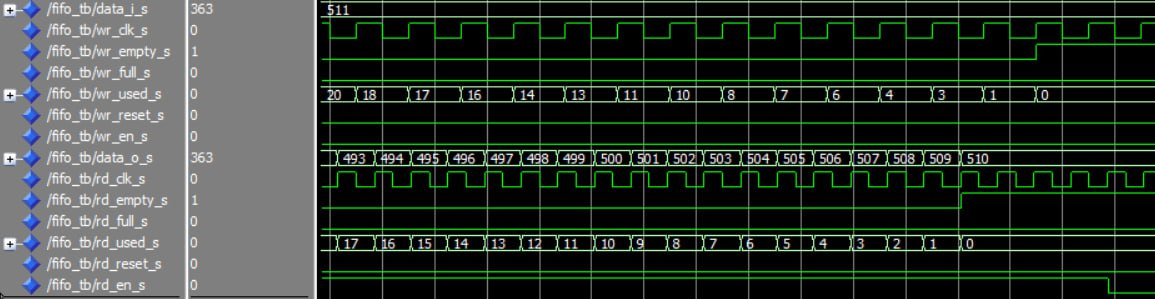 /fifo_tb/data_i_s 363 511
/fifo_tb/wr_clk_s 0
/fifo_tb/wr_empty_s 1
/fifo_tb/wr_full_s 0
/fifo_tb/wr_used_s 0 20 18 17 16 14 13 11 10 8 7 6 4 3 1 0
/fifo_tb/wr_reset_s 0
/fifo_tb/wr_en_s 0
/fifo_tb/data_o_s 363 493 494 495 496 497 498 499 500 501 502 503 504 505 506 507 508 509 510
/fifo_tb/rd_clk_s 0
/fifo_tb/rd_empty_s 1
/fifo_tb/rd_full_s 0
/fifo_tb/rd_used_s 0 17 16 15 14 13 12 11 10 9 8 7 6 5 4 3 2 1 0
/fifo_tb/rd_reset_s 0
/fifo_tb/rd_en_s 0